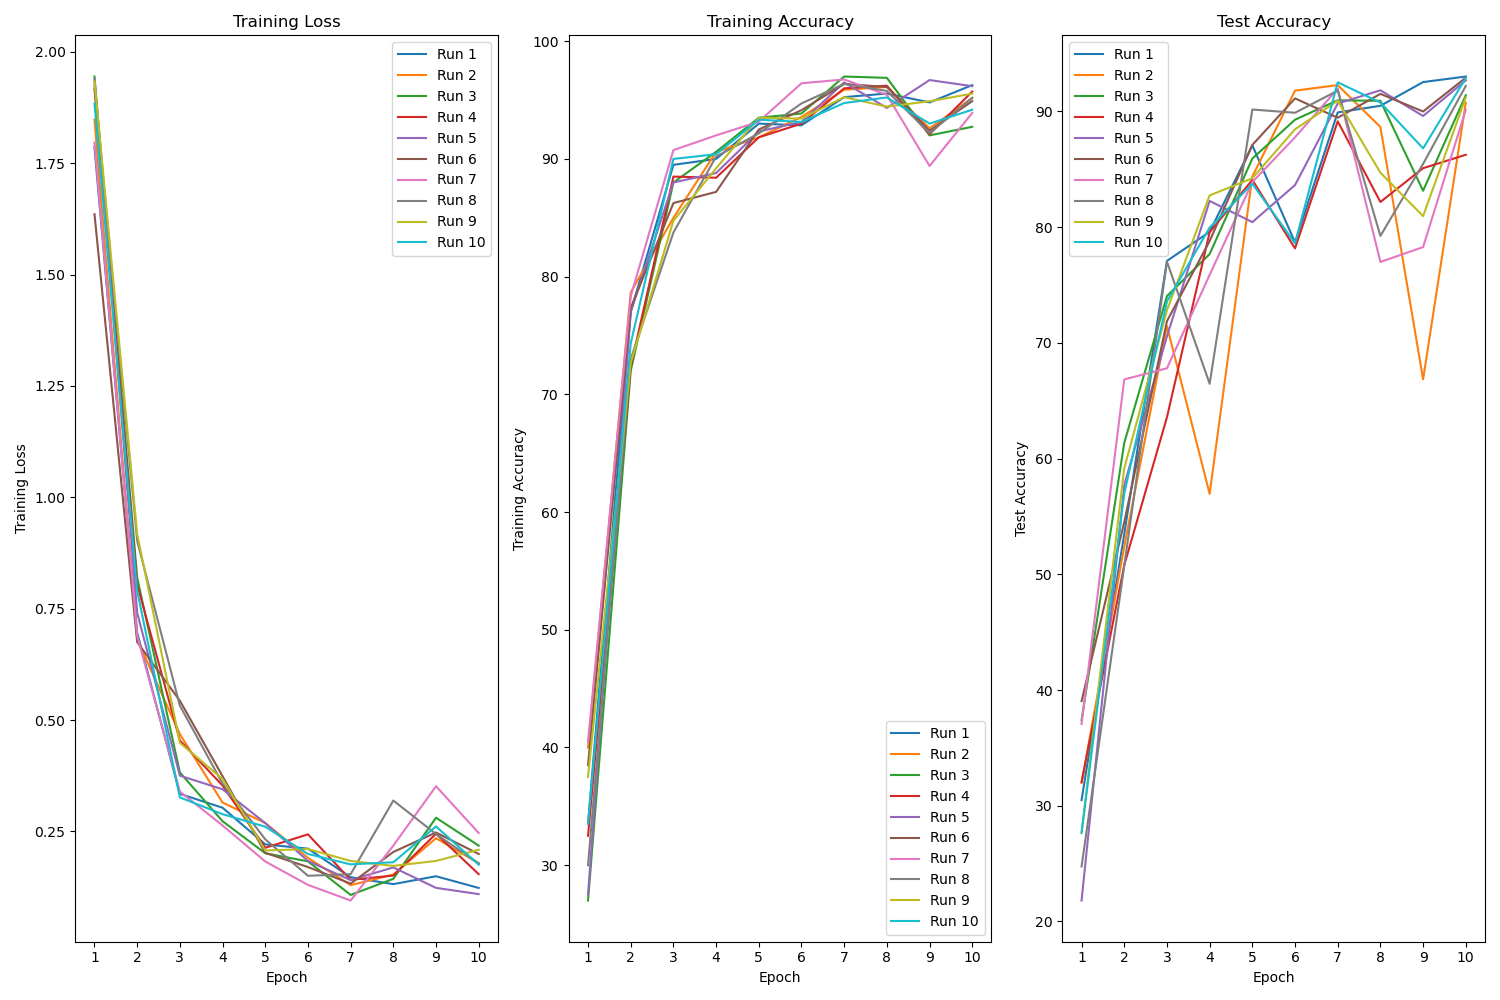 Training Loss
Training Loss
2.00
1.75
1.50
1.25
1.00
0.75
0.50
0.25
1 2 3 4 5 6 7 8 9 10
Epoch
Run 1
Run 2
Run 3
Run 4
Run 5
Run 6
Run 7
Run 8
Run 9
Run 10
Training Accuracy
Training Accuracy
100
90
80
70
60
50
40
30
1 2 3 4 5 6 7 8 9 10
Epoch
Run 1
Run 2
Run 3
Run 4
Run 5
Run 6
Run 7
Run 8
Run 9
Run 10
Test Accuracy
Test Accuracy
90
80
70
60
50
40
30
20
1 2 3 4 5 6 7 8 9 10
Epoch
Run 1
Run 2
Run 3
Run 4
Run 5
Run 6
Run 7
Run 8
Run 9
Run 10